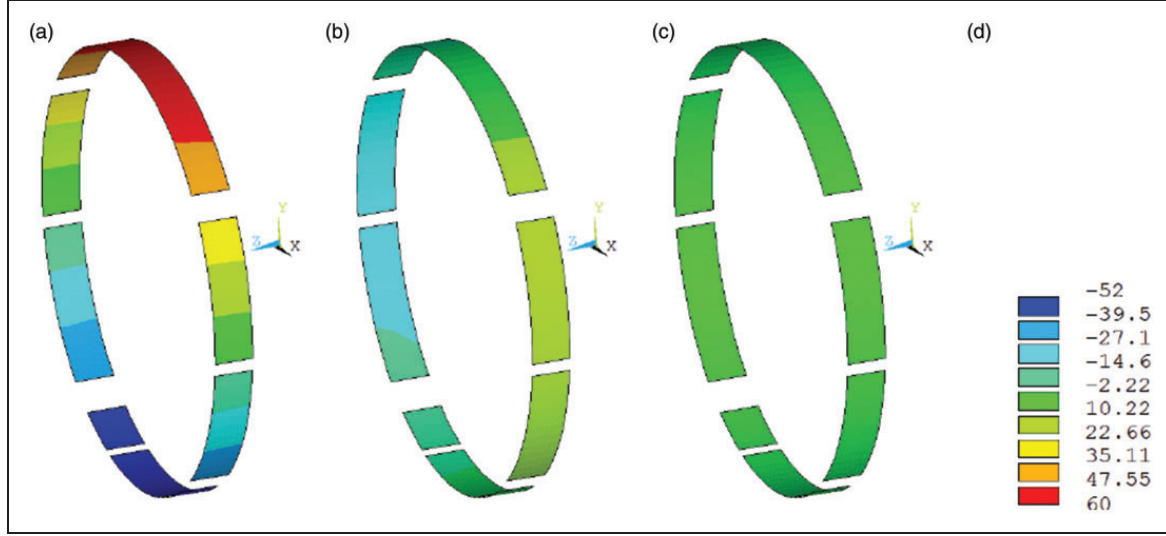 (a)
(b)
(c)
(d)
Y
Z
X
Y
Z
X
Y
Z
X
-52
-39.5
-27.1
-14.6
-2.22
10.22
22.66
35.11
47.55
60